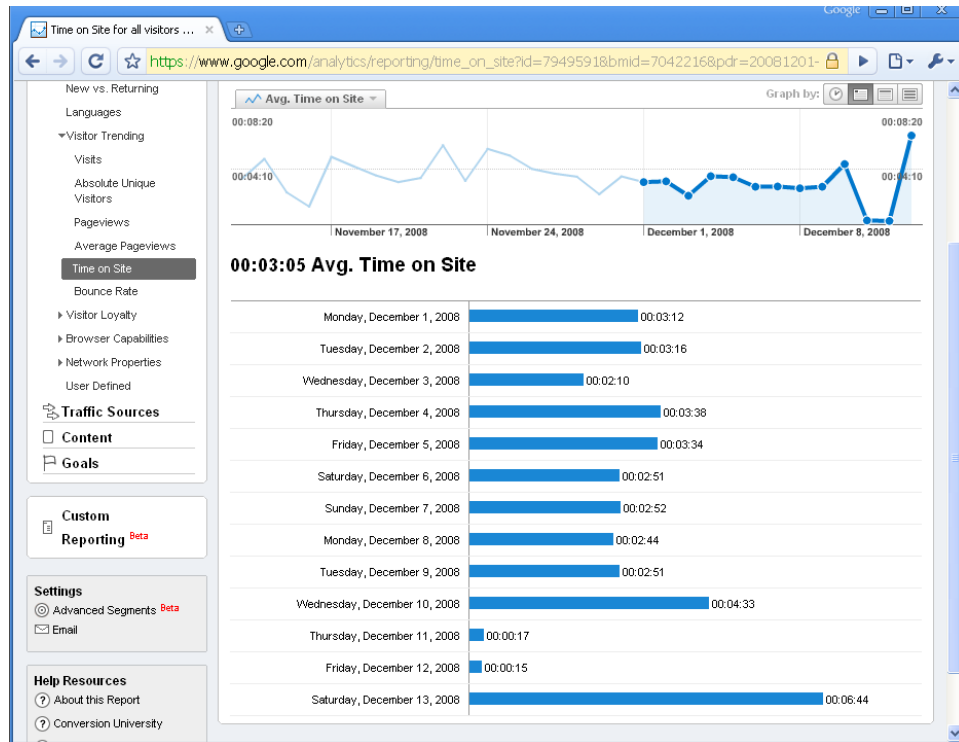 Google
Time on Site for all visitors ...
https://www.google.com/analytics/reporting/time_on_site?id=7949591&bmid=7042216&pdr=20081201-
New vs. Returning
Languages
Visitor Trending
Visits
Absolute Unique
Visitors
Pageviews
Average Pageviews
Time on Site
Bounce Rate
Visitor Loyalty
Browser Capabilities
Network Properties
User Defined
Traffic Sources
Content
Goals
Custom
Reporting Beta
Settings
Advanced Segments Beta
Email
Help Resources
About this Report
Conversion University
Avg. Time on Site
Graph by:
00:08:20 00:08:20
00:04:10 00:04:10
November 17, 2008 November 24, 2008 December 1, 2008 December 8, 2008
00:03:05 Avg. Time on Site
Monday, December 1, 2008 00:03:12
Tuesday, December 2, 2008 00:03:16
Wednesday, December 3, 2008 00:02:10
Thursday, December 4, 2008 00:03:38
Friday, December 5, 2008 00:03:34
Saturday, December 6, 2008 00:02:51
Sunday, December 7, 2008 00:02:52
Monday, December 8, 2008 00:02:44
Tuesday, December 9, 2008 00:02:51
Wednesday, December 10, 2008 00:04:33
Thursday, December 11, 2008 00:00:17
Friday, December 12, 2008 00:00:15
Saturday, December 13, 2008 00:06:44